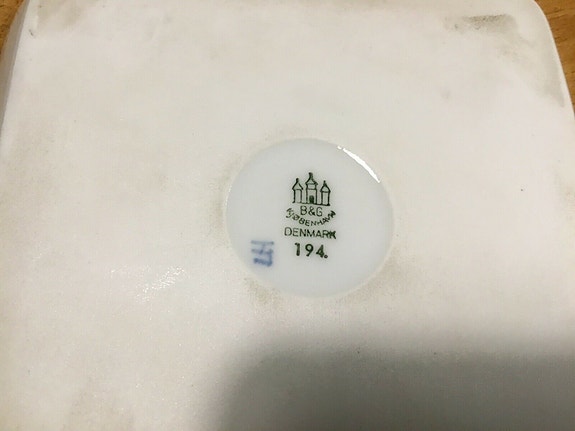 B&G
KJØBENHAVN
DENMARK
194.